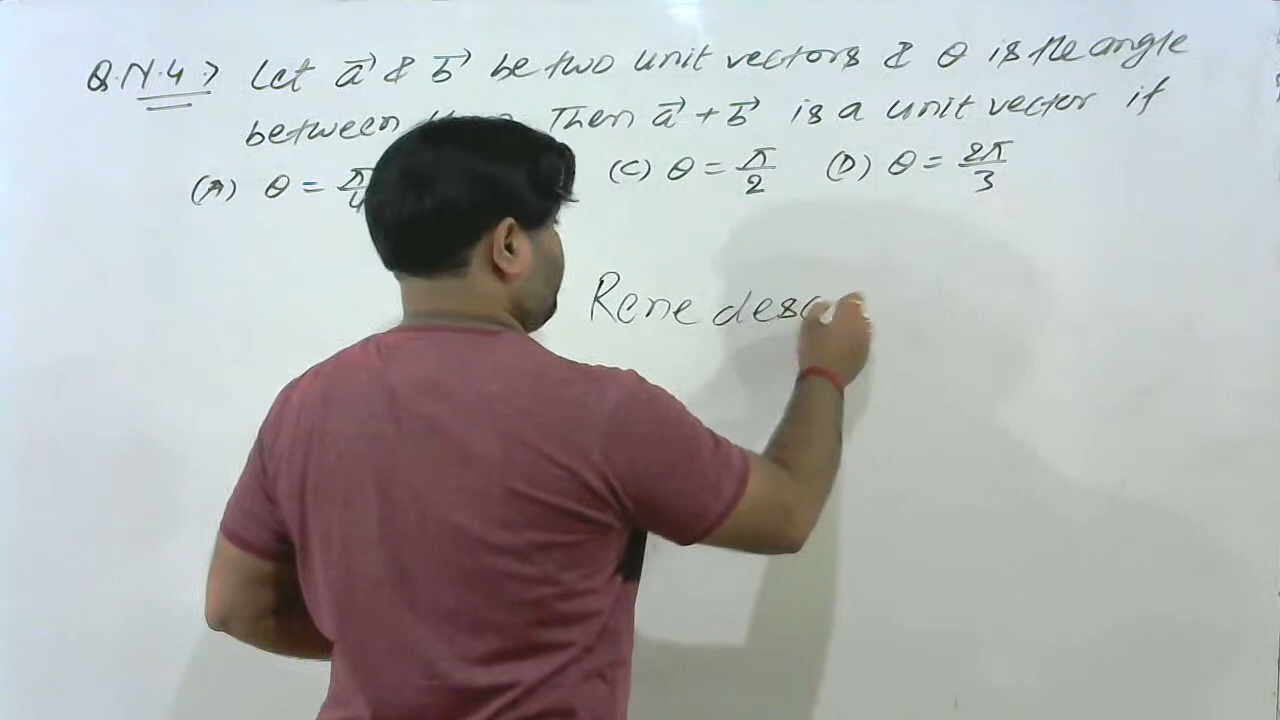 Q.N.4.> Let a⃗ & b⃗ be two unit vectors & θ is the angle
between Then a⃗ + b⃗ is a unit vector if
(A) θ = π/4 (C) θ = π/2 (D) θ = 2π/3
Rene desc